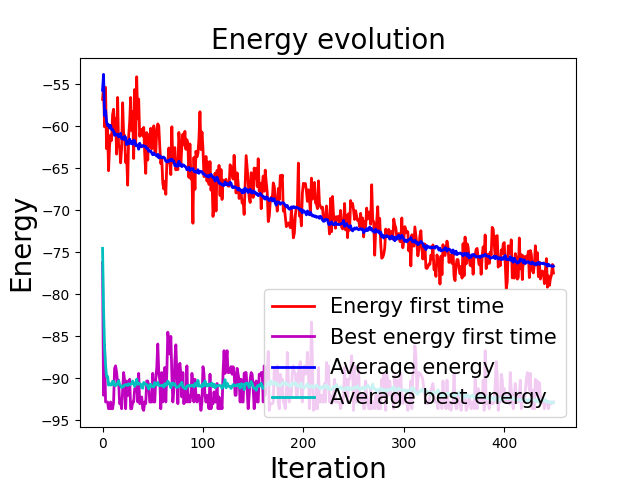 Energy evolution
Energy
−55
−60
−65
−70
−75
−80
−85
−90
−95
Energy first time
Best energy first time
Average energy
Average best energy
0
100
200
300
400
Iteration